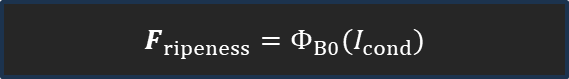 F_ripeness = Φ_B0(I_cond)